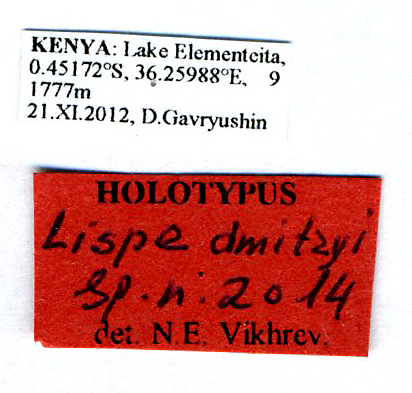 KENYA: Lake Elementeita,
0.45172°S, 36.25988°E, 9
1777m
21.XI.2012, D.Gavryushin
HOLOTYPUS
Lispe dmitryi
sp. n. 2014
det. N.E. Vikhrev.